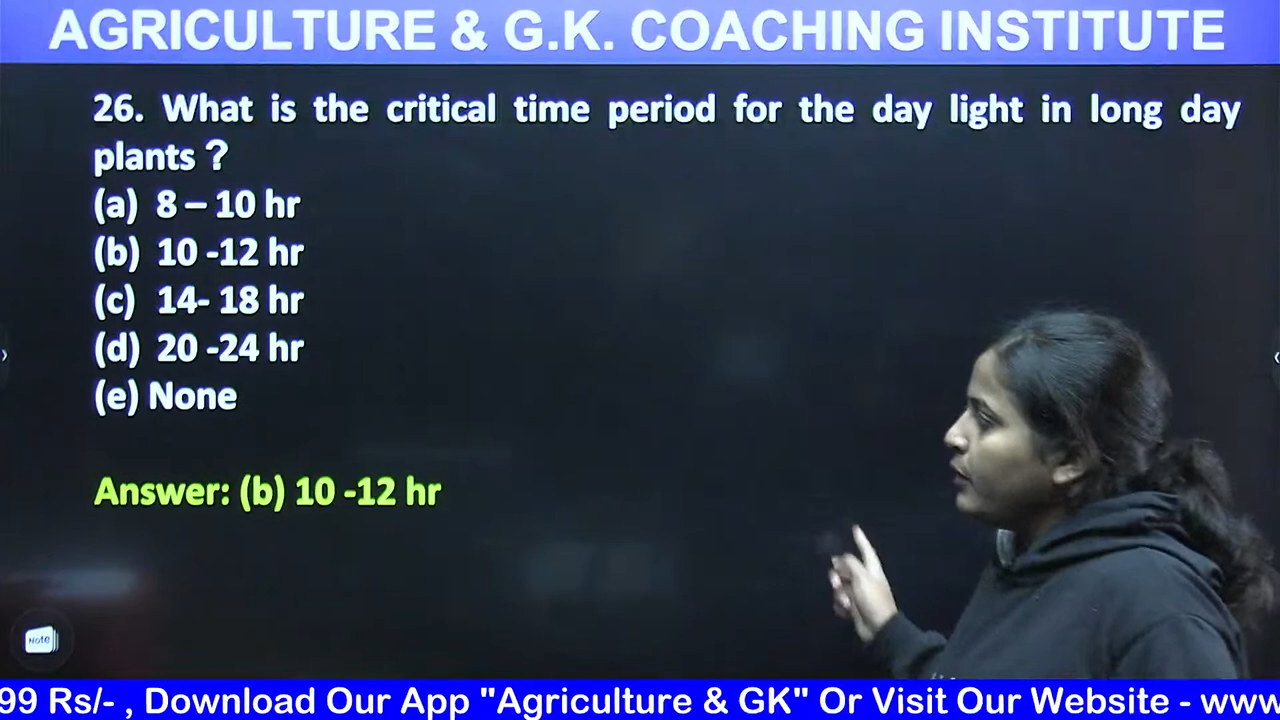 AGRICULTURE & G.K. COACHING INSTITUTE
26. What is the critical time period for the day light in long day
plants ?
(a) 8 – 10 hr
(b) 10 -12 hr
(c) 14- 18 hr
(d) 20 -24 hr
(e) None
Answer: (b) 10 -12 hr
Note
99 Rs/- , Download Our App "Agriculture & GK" Or Visit Our Website - www